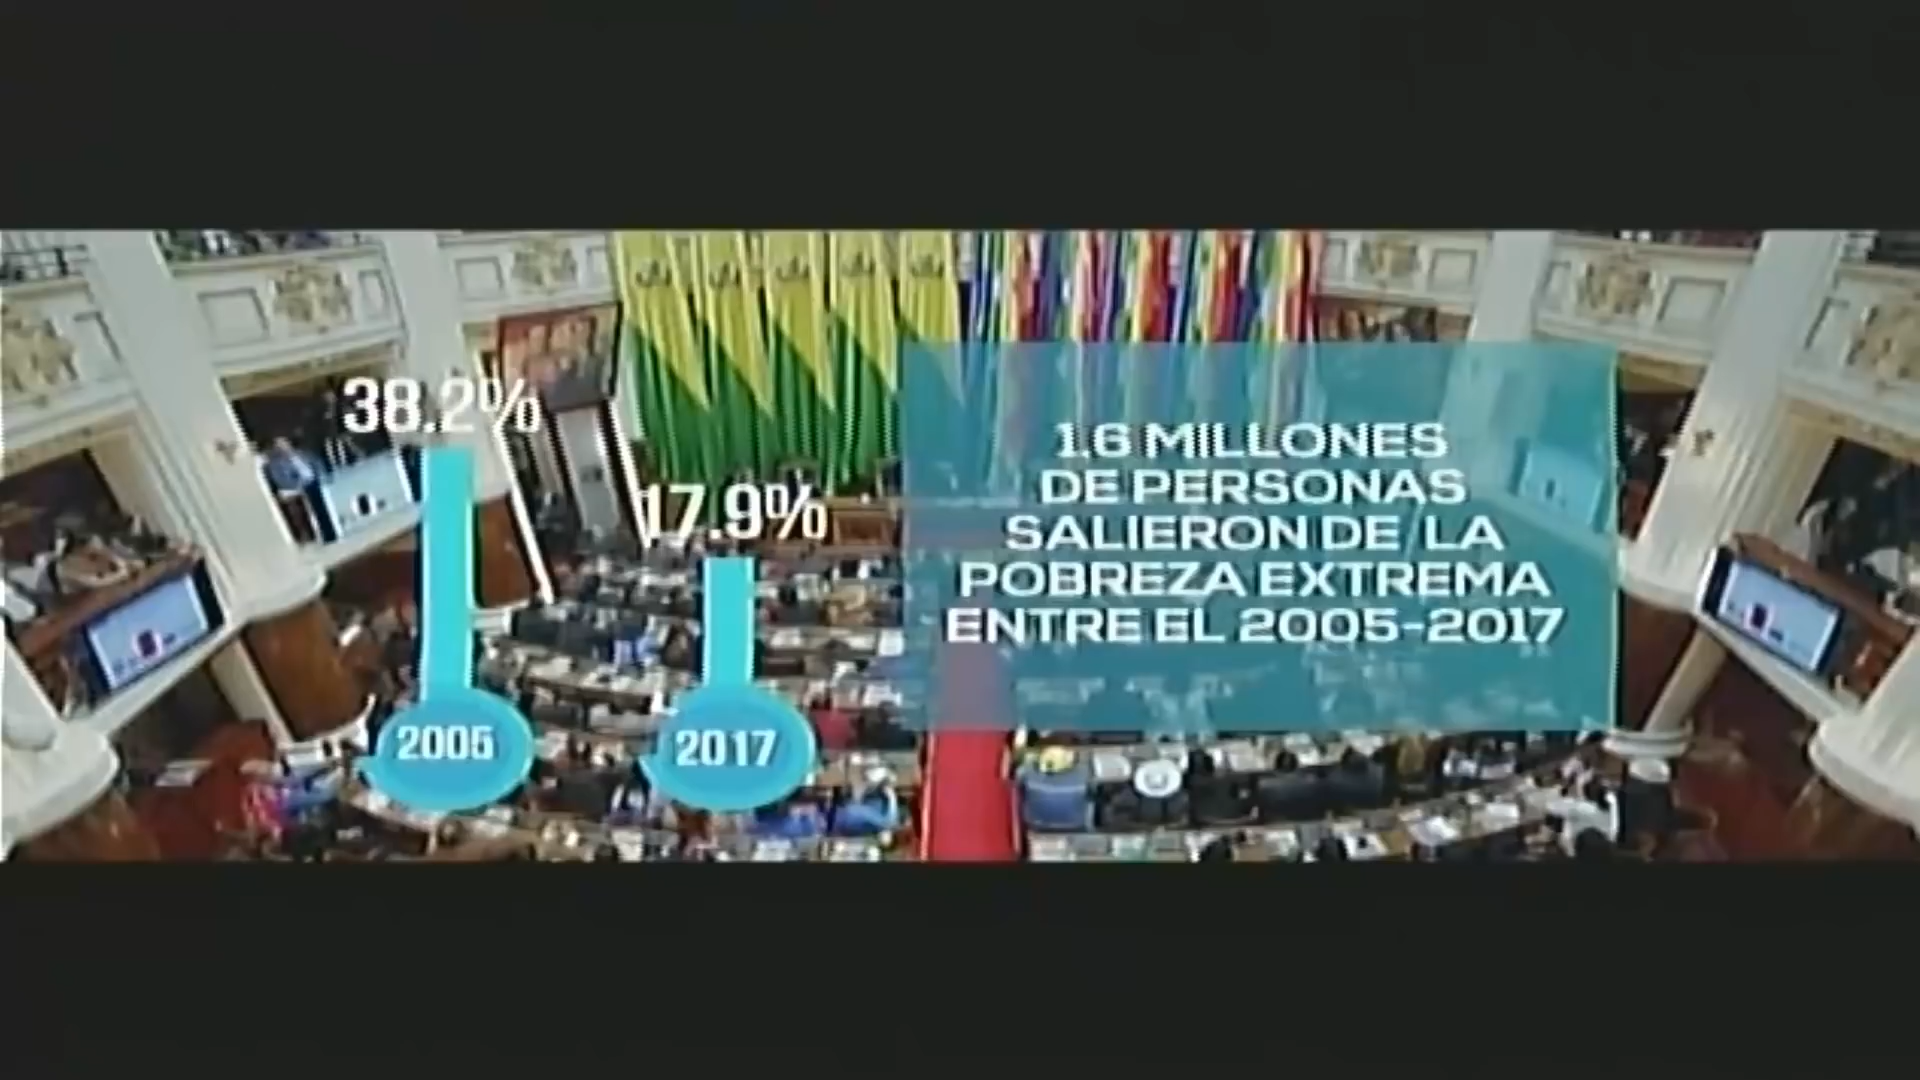 38.2%
17.9%
2005
2017
1.6 MILLONES
DE PERSONAS
SALIERON DE LA
POBREZA EXTREMA
ENTRE EL 2005-2017